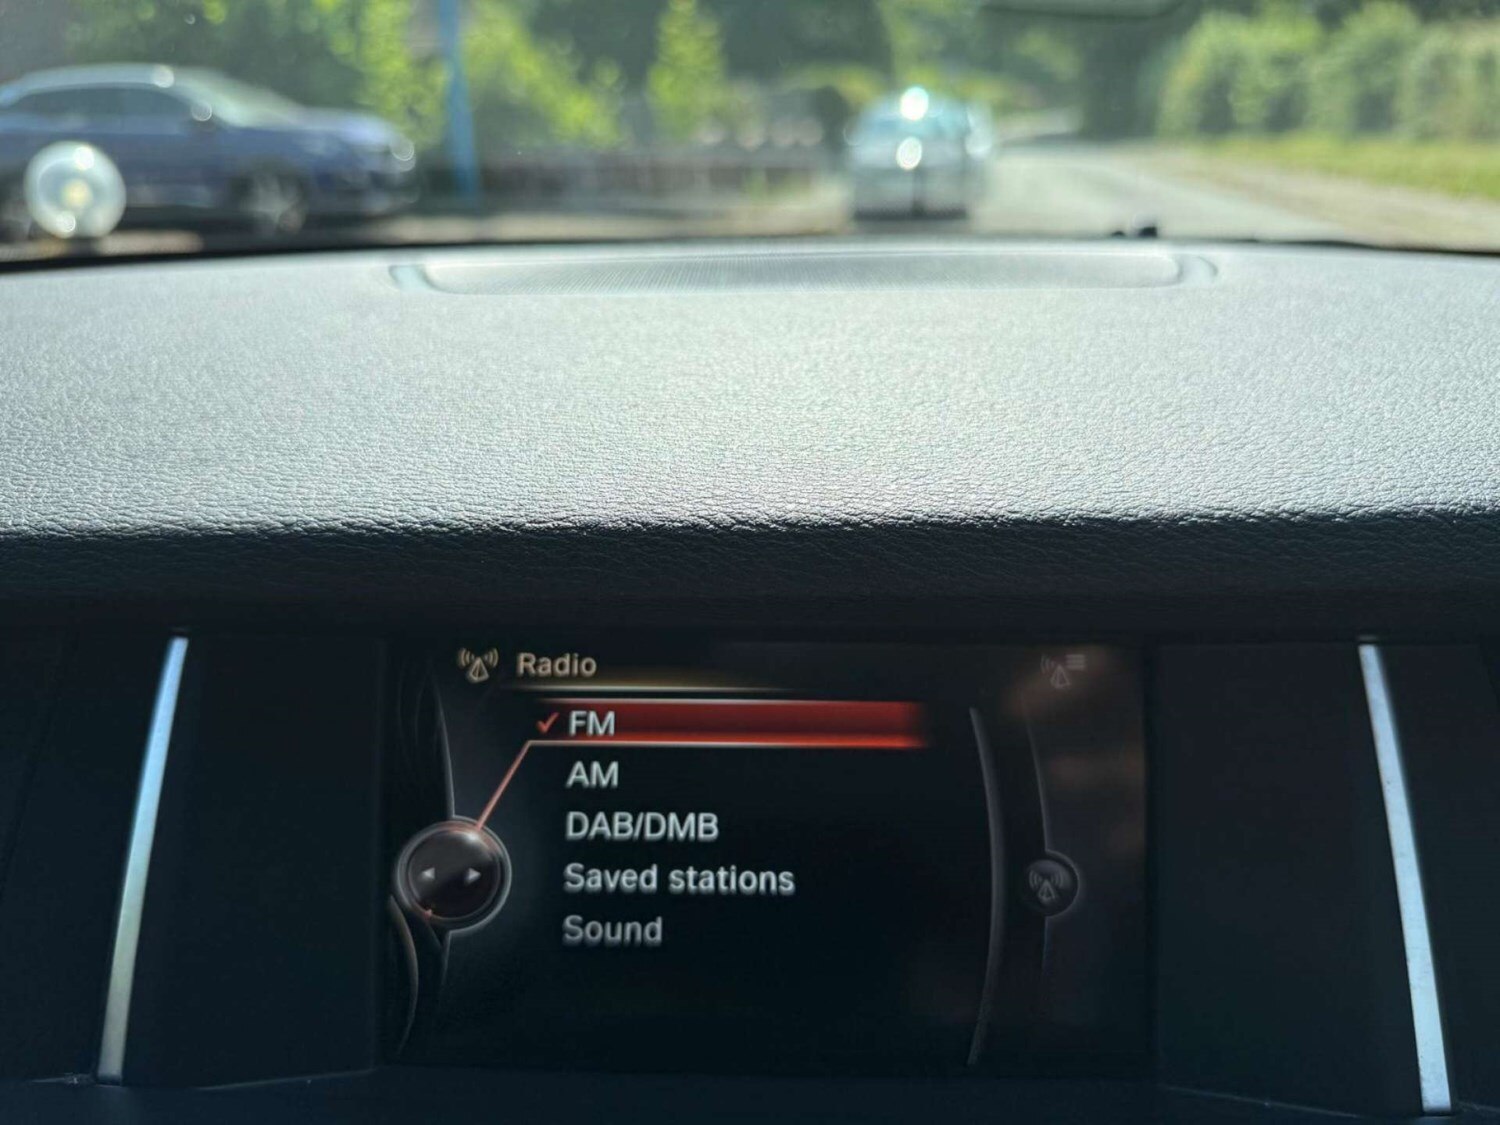 Radio
FM
AM
DAB/DMB
Saved stations
Sound